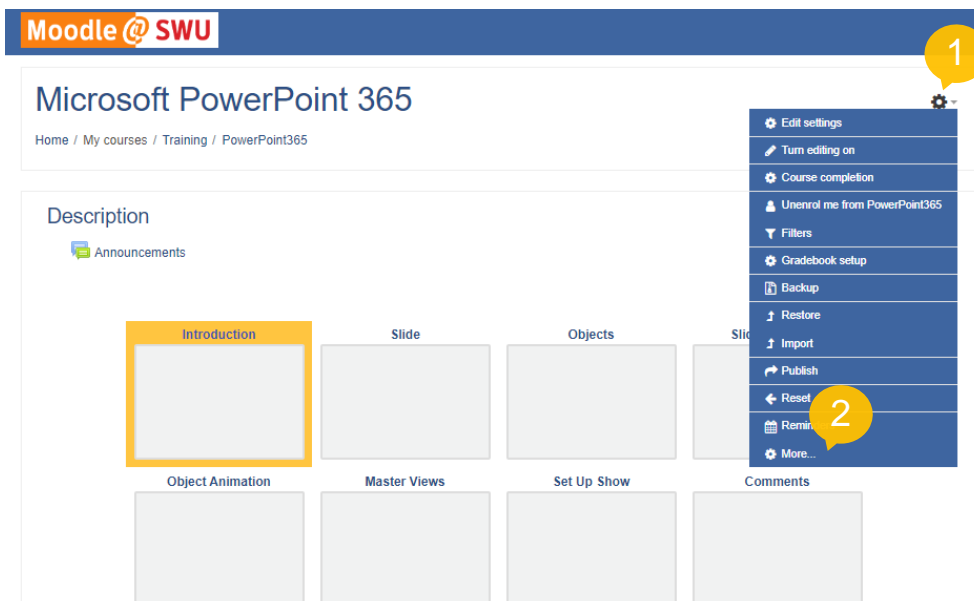 Moodle @ SWU
1
Microsoft PowerPoint 365
Home / My courses / Training / PowerPoint365
Edit settings
Turn editing on
Course completion
Unenrol me from PowerPoint365
Filters
Gradebook setup
Backup
Restore
Import
Publish
Reset
2
More...
Description
Announcements
Introduction Slide Objects
Object Animation Master Views Set Up Show Comments